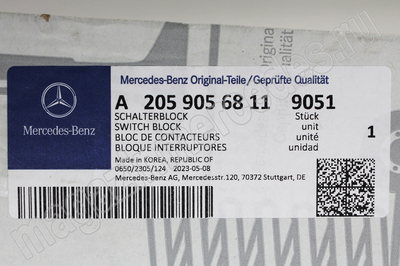 Mercedes-Benz
Mercedes-Benz Original-Teile/Geprüfte Qualität
A 205 905 68 11 9051
SCHALTERBLOCK Stück
SWITCH BLOCK unit
BLOC DE CONTACTEURS unité
BLOQUE INTERRUPTORES unidad
1
Made in KOREA, REPUBLIC OF
0650/2305/124 2023-05-08
Mercedes-Benz AG, Mercedesstr.120, 70372 Stuttgart, DE